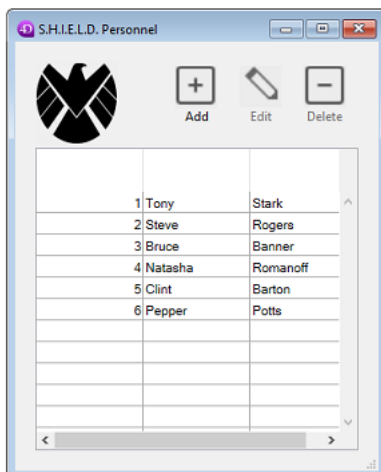 S.H.I.E.L.D. Personnel
Add Edit Delete
1 Tony Stark
2 Steve Rogers
3 Bruce Banner
4 Natasha Romanoff
5 Clint Barton
6 Pepper Potts